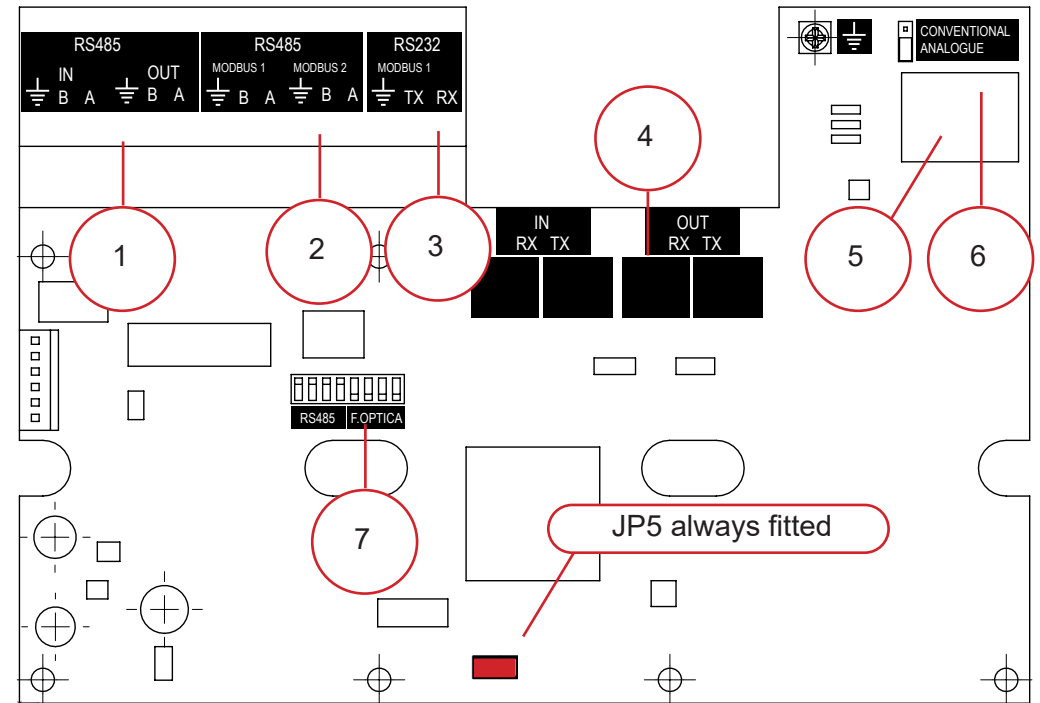 RS485
IN OUT
B A B A
RS485
MODBUS 1 MODBUS 2
B A B A
RS232
MODBUS 1
TX RX
CONVENTIONAL
ANALOGUE
4
IN
RX TX
OUT
RX TX
1
2
3
5
6
RS485 F.OPTICA
7
JP5 always fitted